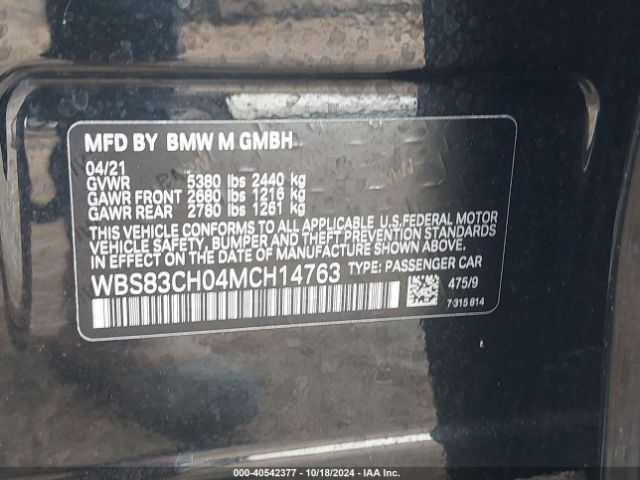 MFD BY BMW M GMBH
04/21
GVWR 5380 lbs 2440 kg
GAWR FRONT 2680 lbs 1216 kg
GAWR REAR 2780 lbs 1261 kg
THIS VEHICLE CONFORMS TO ALL APPLICABLE U.S.FEDERAL MOTOR
VEHICLE SAFETY, BUMPER AND THEFT PREVENTION STANDARDS
IN EFFECT ON THE DATE OF MANUFACTURE SHOWN ABOVE.
WBS83CH04MCH14763 TYPE: PASSENGER CAR
475/9
7 315 814
000-40542377 - 10/18/2024 - IAA Inc.